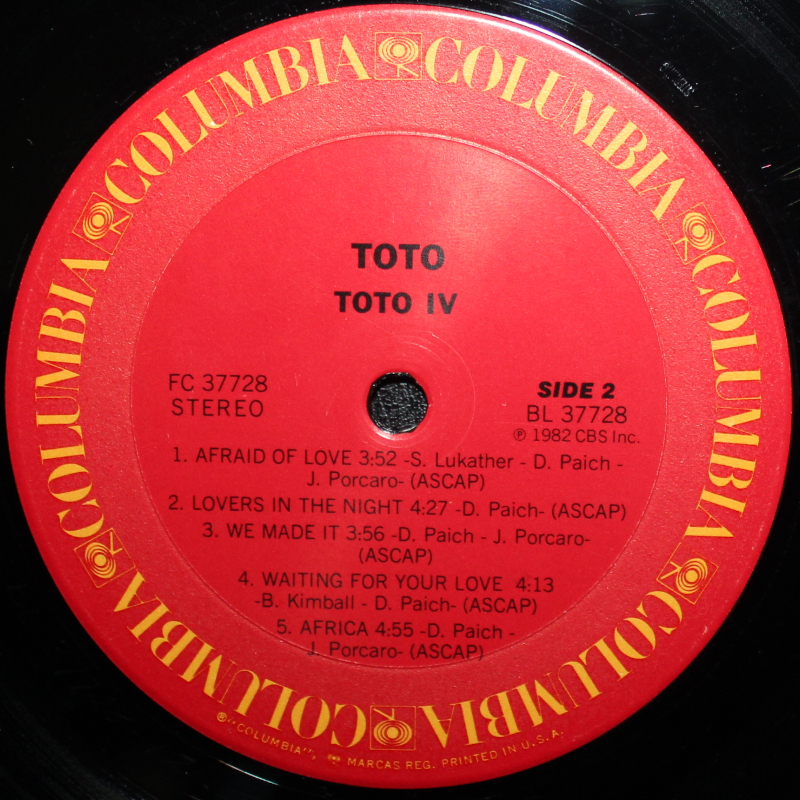 COLUMBIA COLUMBIA COLUMBIA COLUMBIA COLUMBIA COLUMBIA COLUMBIA COLUMBIA
TOTO
TOTO IV
FC 37728
STEREO
SIDE 2
BL 37728
℗ 1982 CBS Inc.
1. AFRAID OF LOVE 3:52 -S. Lukather - D. Paich -
J. Porcaro- (ASCAP)
2. LOVERS IN THE NIGHT 4:27 -D. Paich- (ASCAP)
3. WE MADE IT 3:56 -D. Paich - J. Porcaro-
(ASCAP)
4. WAITING FOR YOUR LOVE 4:13
-B. Kimball - D. Paich- (ASCAP)
5. AFRICA 4:55 -D. Paich -
J. Porcaro- (ASCAP)
®"COLUMBIA", MARCAS REG. PRINTED IN U.S.A.